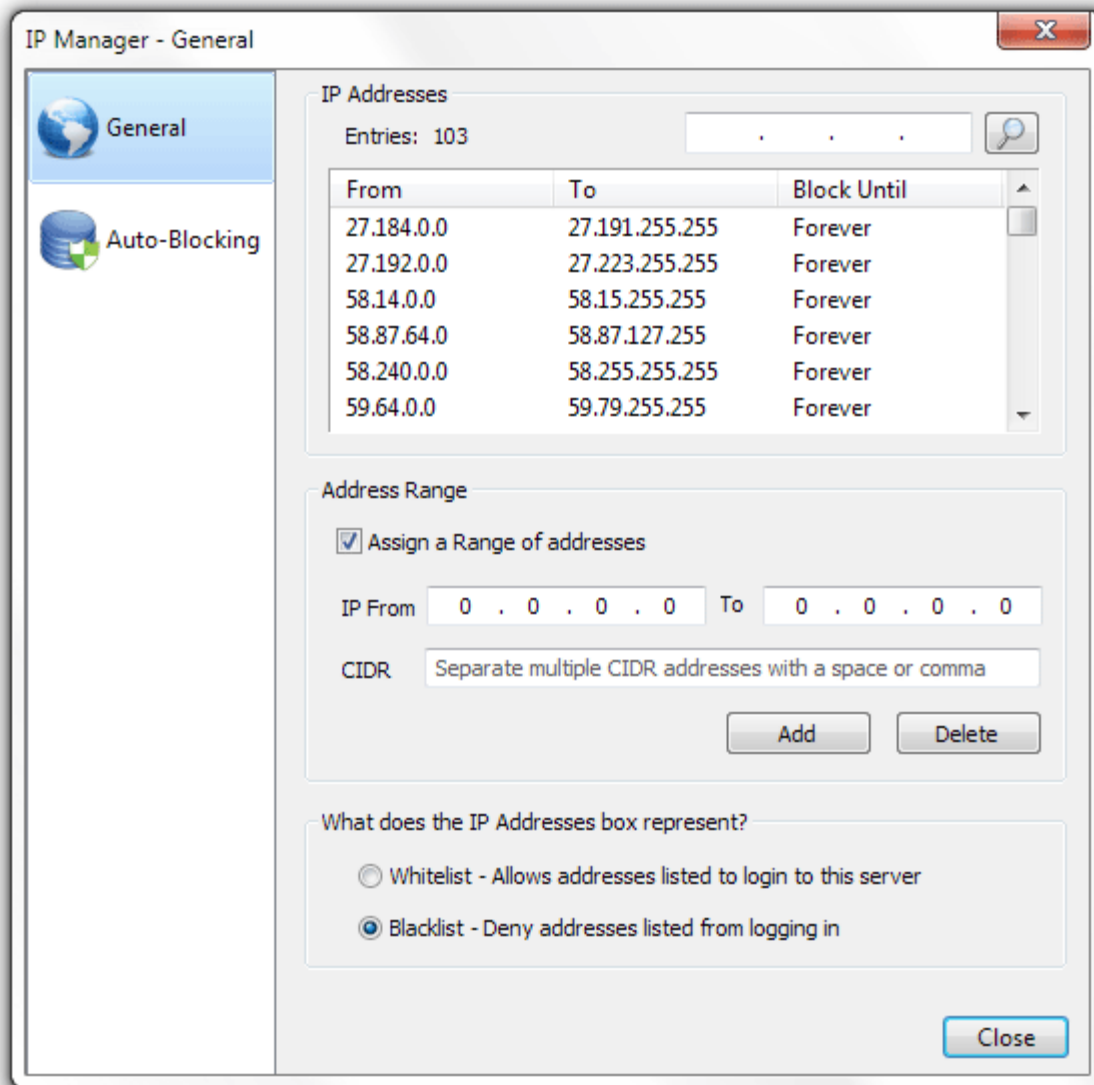 IP Manager - General
General
Auto-Blocking
IP Addresses
Entries: 103
. . .
From To Block Until
27.184.0.0 27.191.255.255 Forever
27.192.0.0 27.223.255.255 Forever
58.14.0.0 58.15.255.255 Forever
58.87.64.0 58.87.127.255 Forever
58.240.0.0 58.255.255.255 Forever
59.64.0.0 59.79.255.255 Forever
Address Range
Assign a Range of addresses
IP From 0 . 0 . 0 . 0 To 0 . 0 . 0 . 0
CIDR Separate multiple CIDR addresses with a space or comma
Add Delete
What does the IP Addresses box represent?
Whitelist - Allows addresses listed to login to this server
Blacklist - Deny addresses listed from logging in
Close